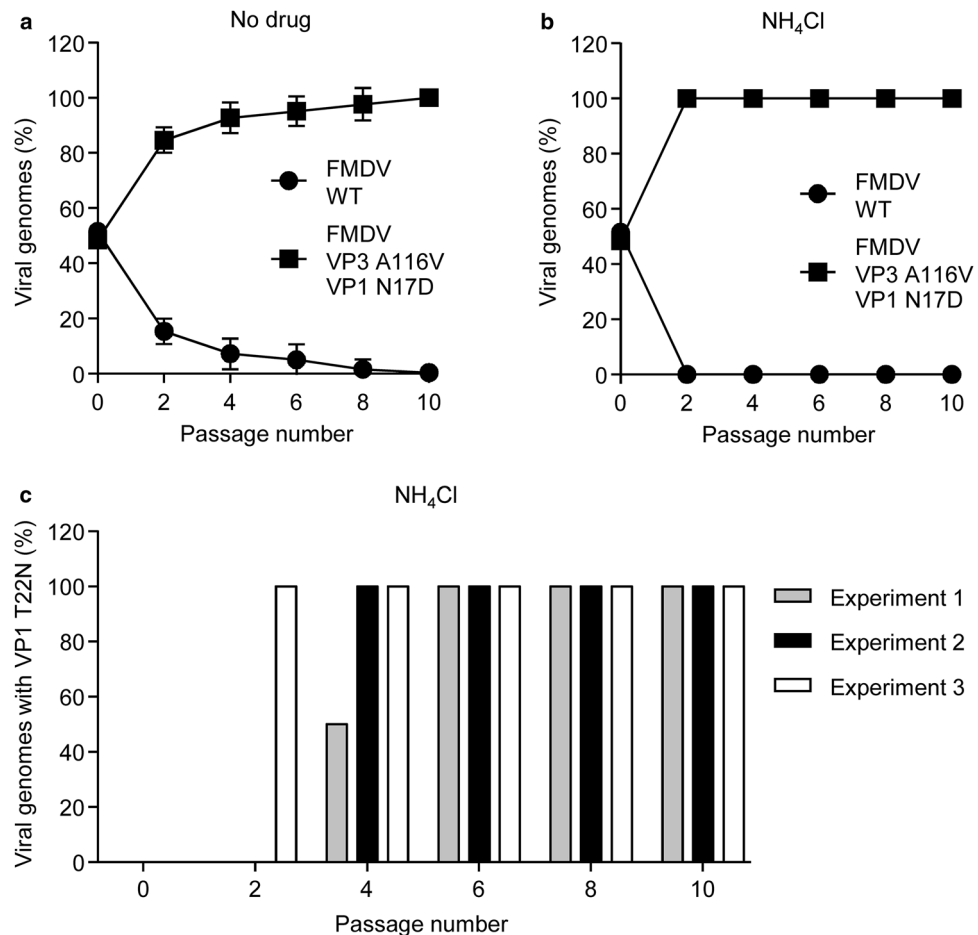 a
No drug
120
100
80
60
40
20
0
Viral genomes (%)
FMDV
WT
FMDV
VP3 A116V
VP1 N17D
0 2 4 6 8 10
Passage number
b
NH₄Cl
120
100
80
60
40
20
0
Viral genomes (%)
FMDV
WT
FMDV
VP3 A116V
VP1 N17D
0 2 4 6 8 10
Passage number
c
NH₄Cl
120
100
80
60
40
20
0
Viral genomes with VP1 T22N (%)
0 2 4 6 8 10
Passage number
Experiment 1
Experiment 2
Experiment 3